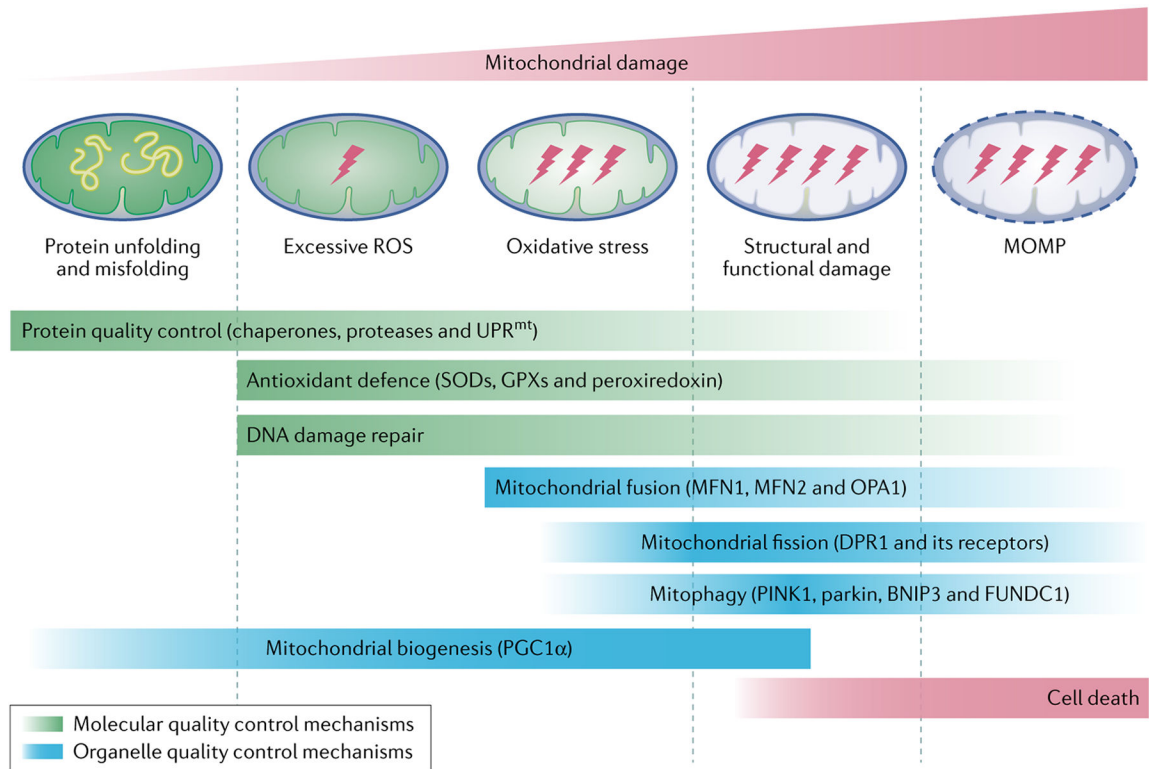 Mitochondrial damage
Protein unfolding
and misfolding
Excessive ROS
Oxidative stress
Structural and
functional damage
MOMP
Protein quality control (chaperones, proteases and UPRᵐᵗ)
Antioxidant defence (SODs, GPXs and peroxiredoxin)
DNA damage repair
Mitochondrial fusion (MFN1, MFN2 and OPA1)
Mitochondrial fission (DPR1 and its receptors)
Mitophagy (PINK1, parkin, BNIP3 and FUNDC1)
Mitochondrial biogenesis (PGC1α)
Cell death
Molecular quality control mechanisms
Organelle quality control mechanisms